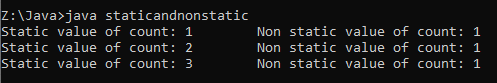 Z:\Java>java staticandnonstatic
Static value of count: 1 Non static value of count: 1
Static value of count: 2 Non static value of count: 1
Static value of count: 3 Non static value of count: 1